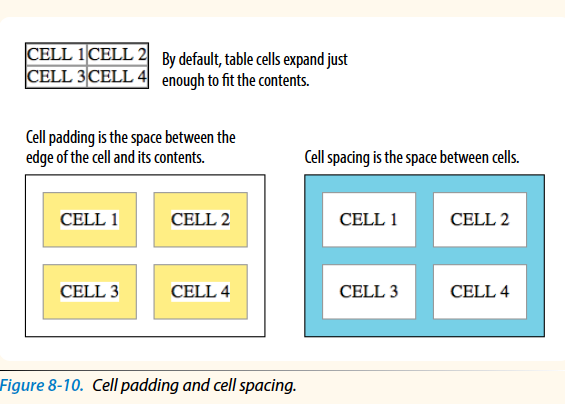 CELL 1 CELL 2
CELL 3 CELL 4
By default, table cells expand just
enough to fit the contents.
Cell padding is the space between the
edge of the cell and its contents.
CELL 1 CELL 2
CELL 3 CELL 4
Cell spacing is the space between cells.
CELL 1 CELL 2
CELL 3 CELL 4
Figure 8-10. Cell padding and cell spacing.